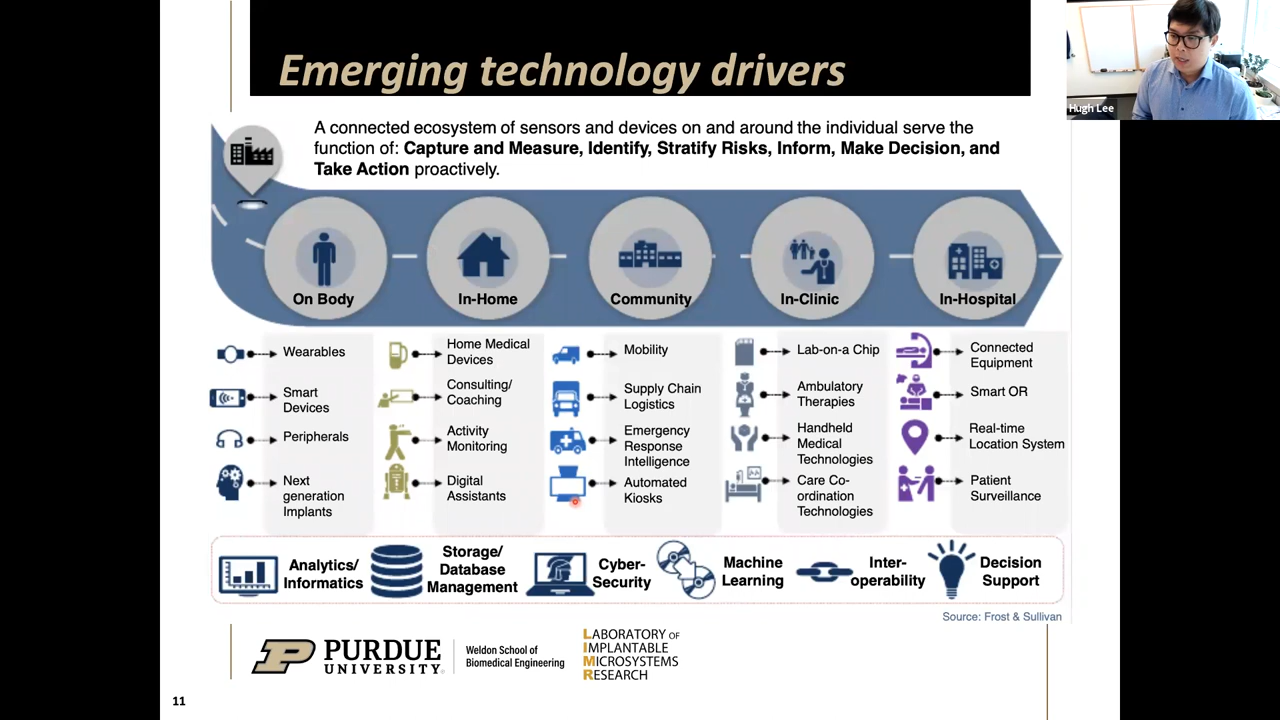 Emerging technology drivers
Hugh Lee
A connected ecosystem of sensors and devices on and around the individual serve the
function of: Capture and Measure, Identify, Stratify Risks, Inform, Make Decision, and
Take Action proactively.
On Body
In-Home
Community
In-Clinic
In-Hospital
Wearables
Smart
Devices
Peripherals
Next
generation
Implants
Home Medical
Devices
Consulting/
Coaching
Activity
Monitoring
Digital
Assistants
Mobility
Supply Chain
Logistics
Emergency
Response
Intelligence
Automated
Kiosks
Lab-on-a Chip
Ambulatory
Therapies
Handheld
Medical
Technologies
Care Co-
ordination
Technologies
Connected
Equipment
Smart OR
Real-time
Location System
Patient
Surveillance
Analytics/
Informatics
Storage/
Database
Management
Cyber-
Security
Machine
Learning
Inter-
operability
Decision
Support
Source: Frost & Sullivan
PURDUE
UNIVERSITY
Weldon School of
Biomedical Engineering
LABORATORY OF
IMPLANTABLE
MICROSYSTEMS
RESEARCH
11